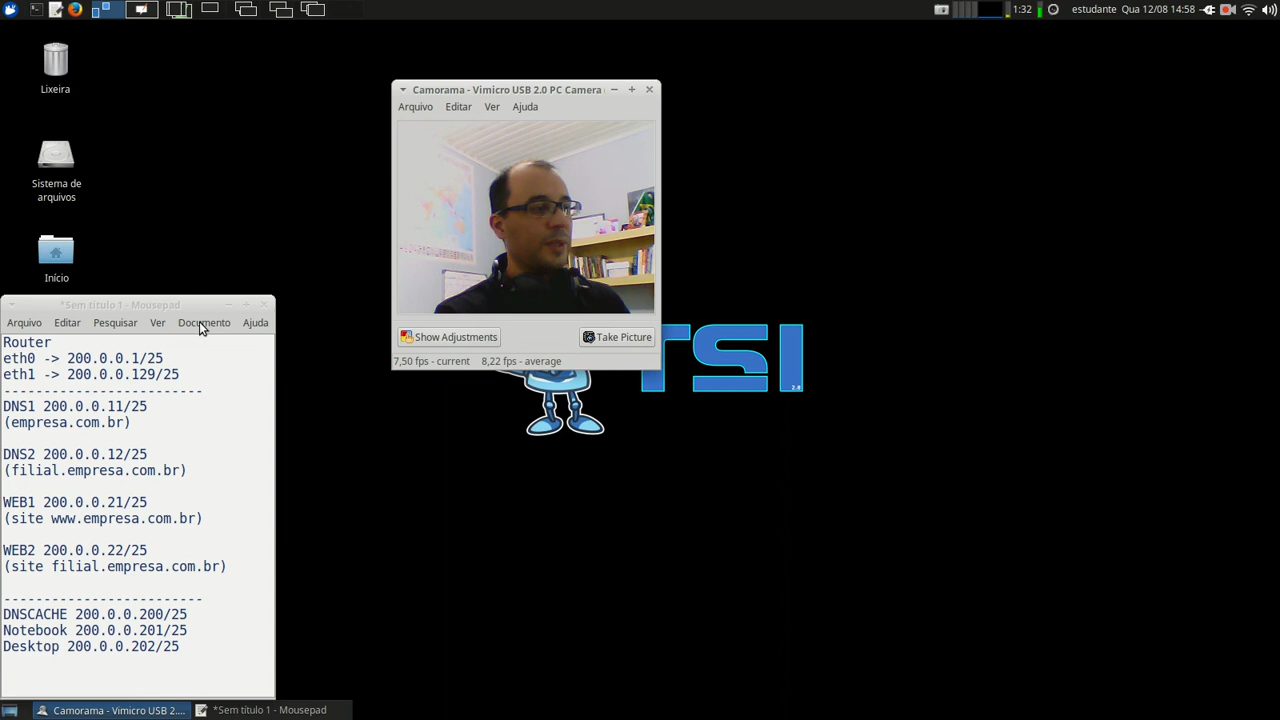 1:32
estudante
Qua 12/08 14:58
Lixeira
Sistema de
arquivos
Início
Camorama - Vimicro USB 2.0 PC Camera
Arquivo Editar Ver Ajuda
Show Adjustments
Take Picture
7,50 fps - current 8,22 fps - average
TSI
2.0
*Sem título 1 - Mousepad
Arquivo Editar Pesquisar Ver Documento Ajuda
Router
eth0 -> 200.0.0.1/25
eth1 -> 200.0.0.129/25
-------------------------
DNS1 200.0.0.11/25
(empresa.com.br)
DNS2 200.0.0.12/25
(filial.empresa.com.br)
WEB1 200.0.0.21/25
(site www.empresa.com.br)
WEB2 200.0.0.22/25
(site filial.empresa.com.br)
-------------------------
DNSCACHE 200.0.0.200/25
Notebook 200.0.0.201/25
Desktop 200.0.0.202/25
Camorama - Vimicro USB 2....
*Sem título 1 - Mousepad